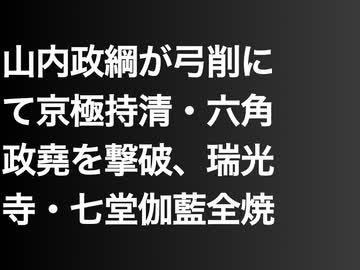 山内政綱が弓削に
て京極持清・六角
政堯を撃破、瑞光
寺・七堂伽藍全焼